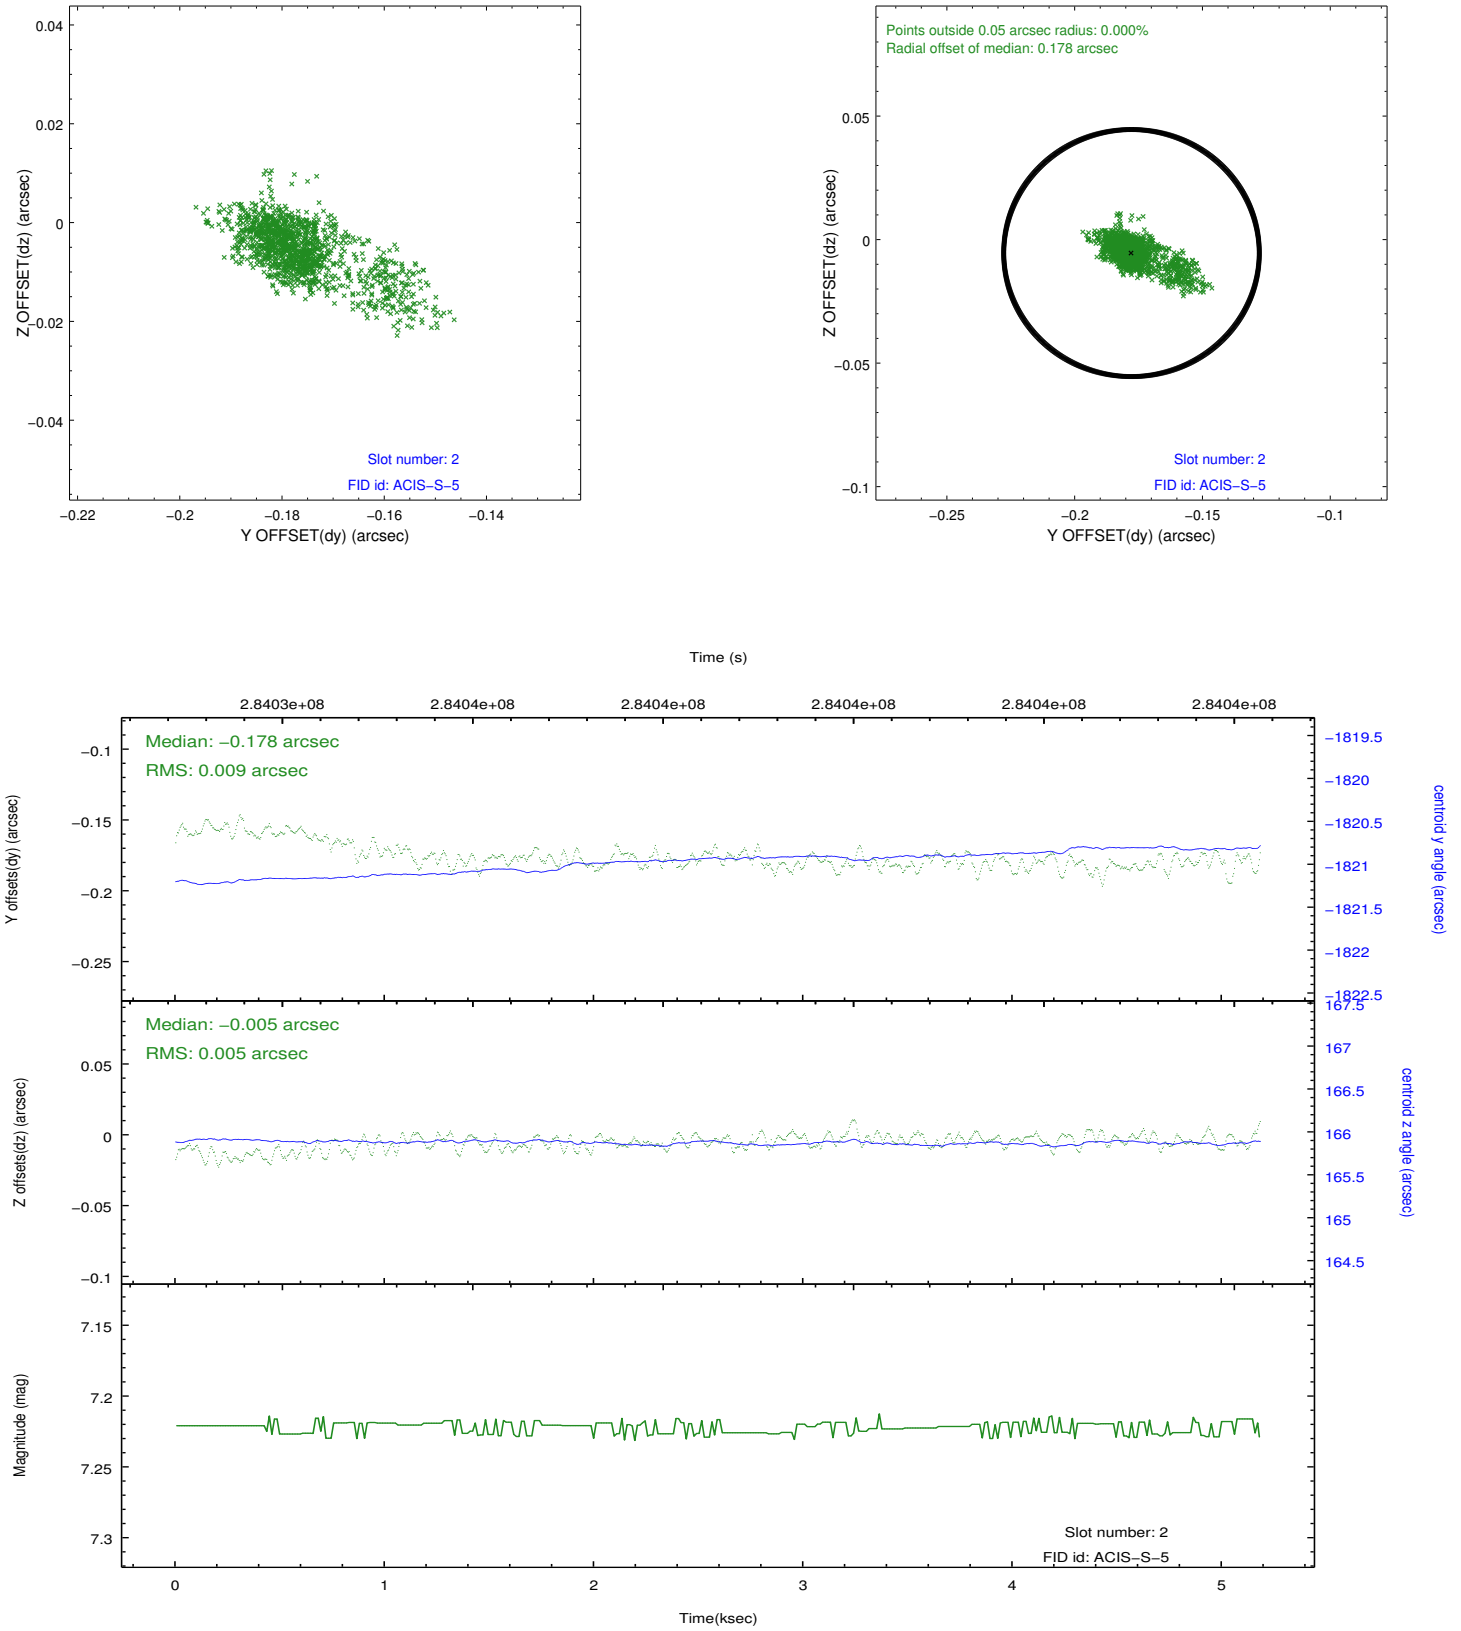 0.04
0.02
0
−0.02
−0.04
Z OFFSET(dz) (arcsec)
Slot number: 2
FID id: ACIS−S−5
−0.22 −0.2 −0.18 −0.16 −0.14
Y OFFSET(dy) (arcsec)
Points outside 0.05 arcsec radius: 0.000%
Radial offset of median: 0.178 arcsec
0.05
0
−0.05
−0.1
Z OFFSET(dz) (arcsec)
Slot number: 2
FID id: ACIS−S−5
−0.25 −0.2 −0.15 −0.1
Y OFFSET(dy) (arcsec)
Time (s)
2.8403e+08 2.8404e+08 2.8404e+08 2.8404e+08 2.8404e+08 2.8404e+08
Median: −0.178 arcsec
RMS: 0.009 arcsec
−0.1
−0.15
−0.2
−0.25
Y offsets(dy) (arcsec)
−1819.5
−1820
−1820.5
−1821
−1821.5
−1822
−1822.5
centroid y angle (arcsec)
Median: −0.005 arcsec
RMS: 0.005 arcsec
0.05
0
−0.05
−0.1
Z offsets(dz) (arcsec)
167.5
167
166.5
166
165.5
165
164.5
centroid z angle (arcsec)
7.15
7.2
7.25
7.3
Magnitude (mag)
Slot number: 2
FID id: ACIS−S−5
0 1 2 3 4 5
Time(ksec)